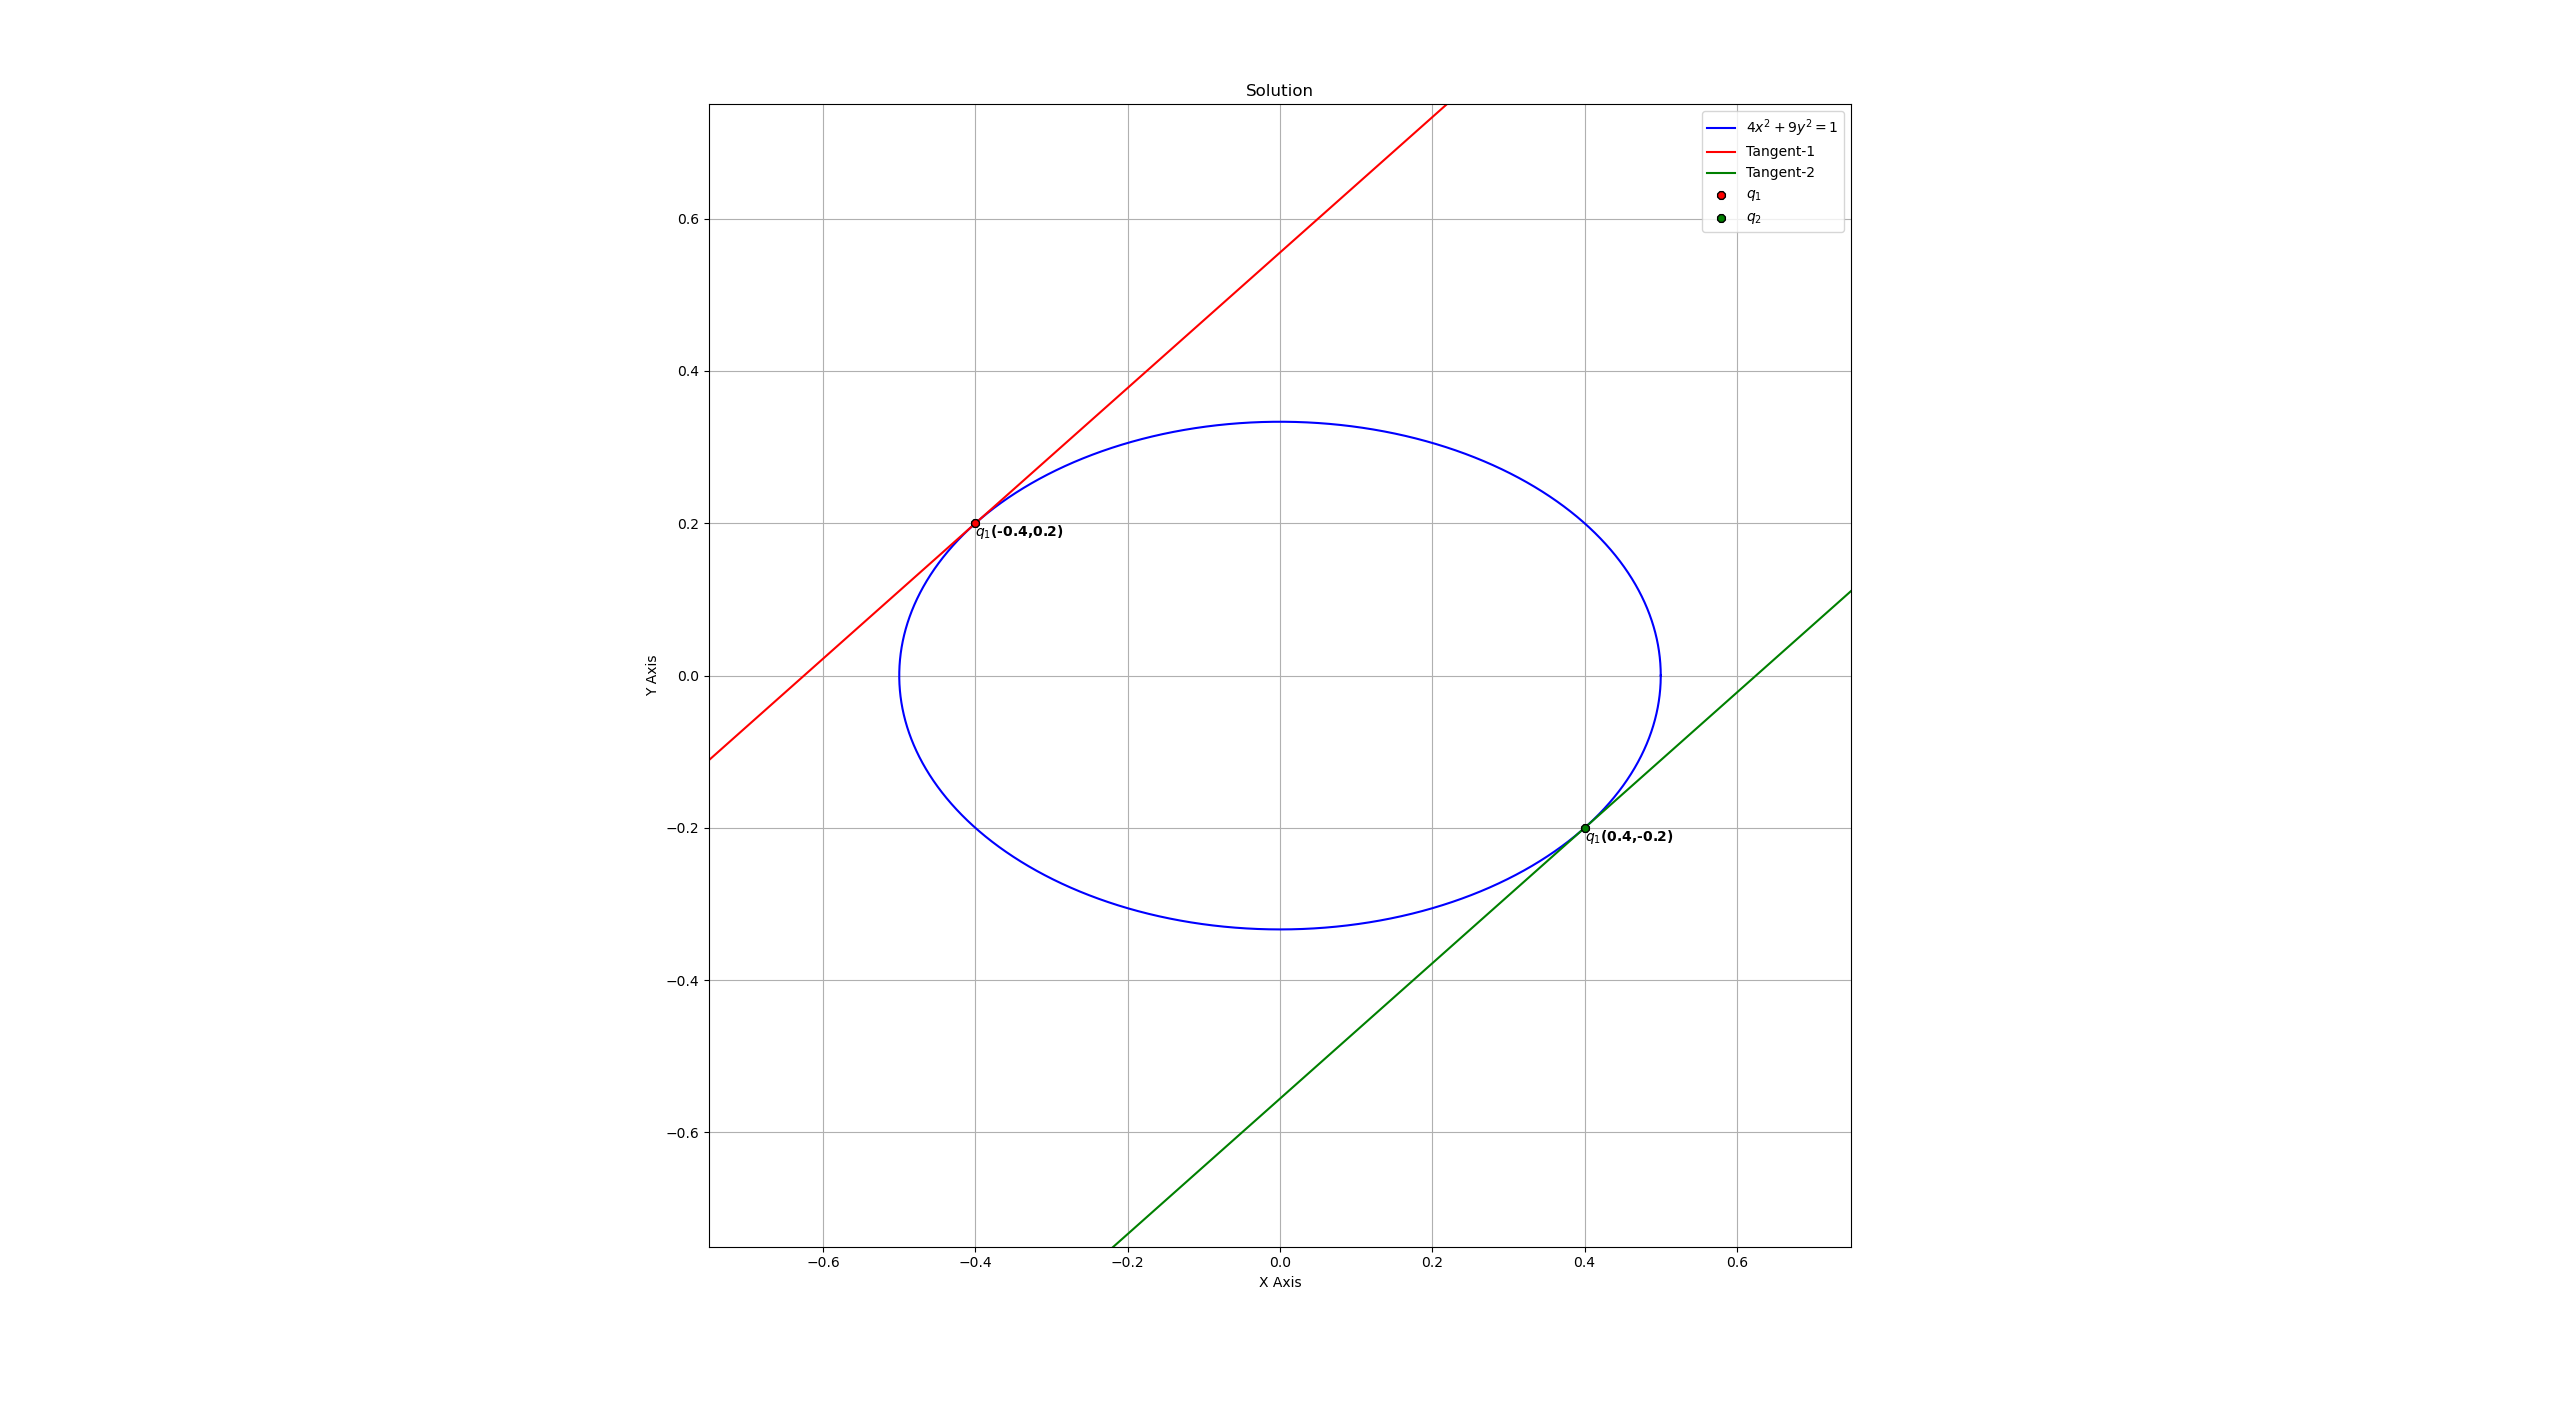 Solution
4x² + 9y² = 1
Tangent-1
Tangent-2
q₁
q₂
0.6
0.4
0.2
0.0
−0.2
−0.4
−0.6
Y Axis
q₁(-0.4,0.2)
q₁(0.4,-0.2)
−0.6 −0.4 −0.2 0.0 0.2 0.4 0.6
X Axis